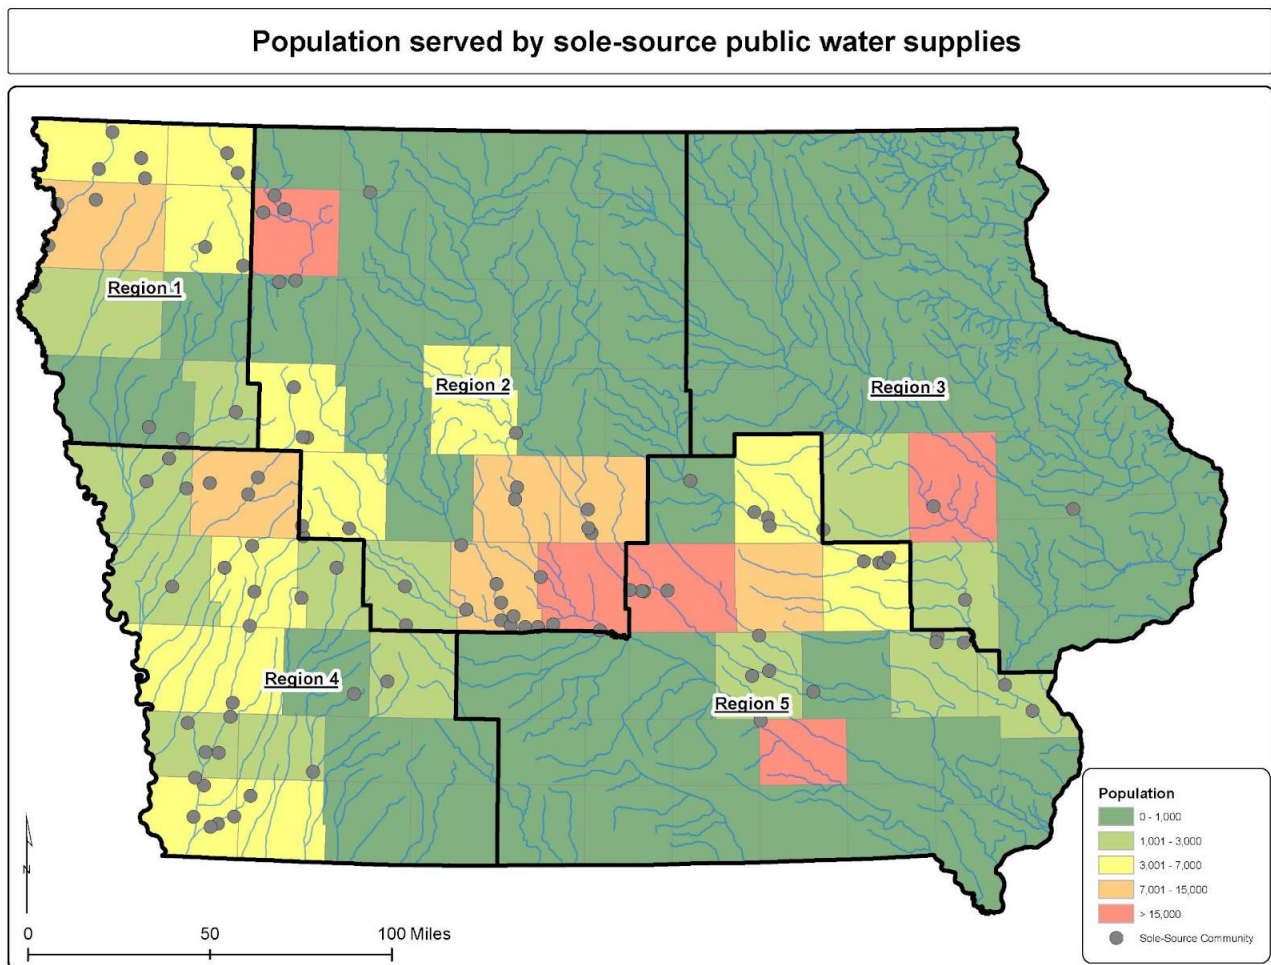 Population served by sole-source public water supplies
Region 1
Region 2
Region 3
Region 4
Region 5
Population
0 - 1,000
1,001 - 3,000
3,001 - 7,000
7,001 - 15,000
> 15,000
Sole-Source Community
N
0 50 100 Miles